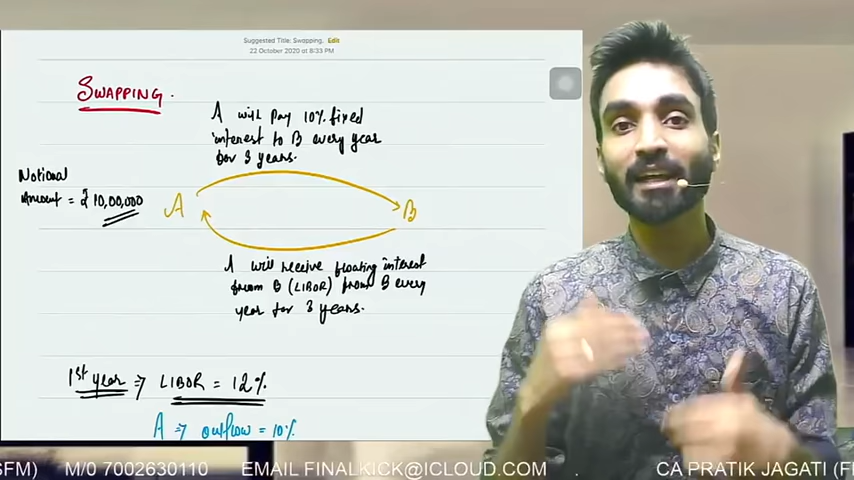 Suggested Title: Swapping. Edit
22 October 2020 at 8:33 PM
SWAPPING.
A will pay 10% fixed
interest to B every year
for 3 years.
Notional
Amount = ₹ 10,00,000
A
B
A will receive floating interest
from B (LIBOR) from B every
year for 3 years.
1st year => LIBOR = 12%
A => outflow = 10%
SFM) M/0 7002630110 EMAIL FINALKICK@ICLOUD.COM . CA PRATIK JAGATI (F